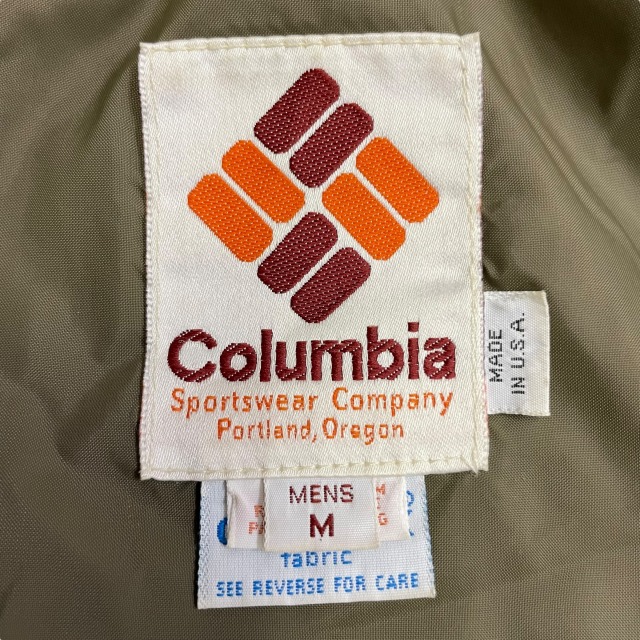 Columbia
Sportswear Company
Portland, Oregon
MADE
IN U.S.A.
MENS
M
fabric
SEE REVERSE FOR CARE